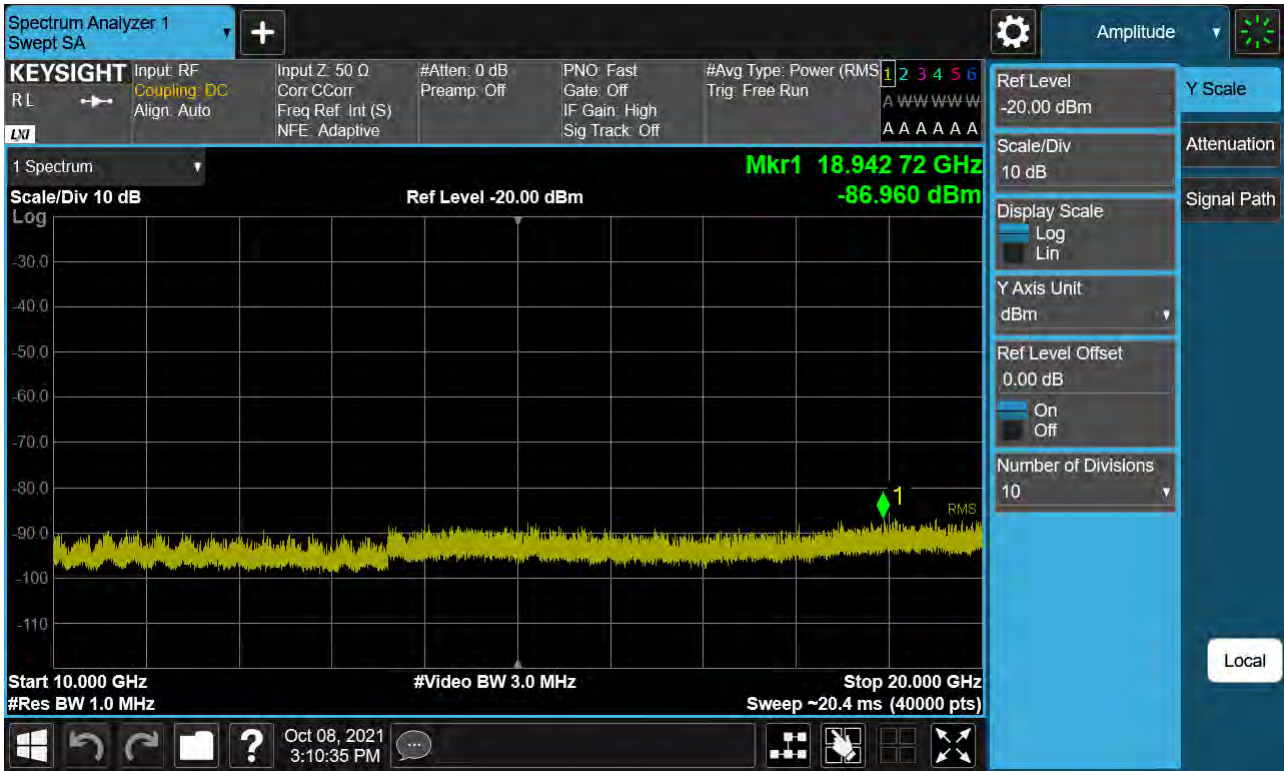 Spectrum Analyzer 1
Swept SA
Amplitude
KEYSIGHT
RL
LXI
Input: RF
Coupling: DC
Align: Auto
Input Z: 50 Ω
Corr CCorr
Freq Ref: Int (S)
NFE: Adaptive
#Atten: 0 dB
Preamp: Off
PNO: Fast
Gate: Off
IF Gain: High
Sig Track: Off
#Avg Type: Power (RMS
Trig: Free Run
1 2 3 4 5 6
A W W W W W
A A A A A A
1 Spectrum
Scale/Div 10 dB
Ref Level -20.00 dBm
Mkr1 18.942 72 GHz
-86.960 dBm
Log
-30.0
-40.0
-50.0
-60.0
-70.0
-80.0
-90.0
-100
-110
1
RMS
Start 10.000 GHz
#Video BW 3.0 MHz
Stop 20.000 GHz
#Res BW 1.0 MHz
Sweep ~20.4 ms (40000 pts)
Ref Level
-20.00 dBm
Scale/Div
10 dB
Display Scale
Log
Lin
Y Axis Unit
dBm
Ref Level Offset
0.00 dB
On
Off
Number of Divisions
10
Y Scale
Attenuation
Signal Path
Local
?
Oct 08, 2021
3:10:35 PM